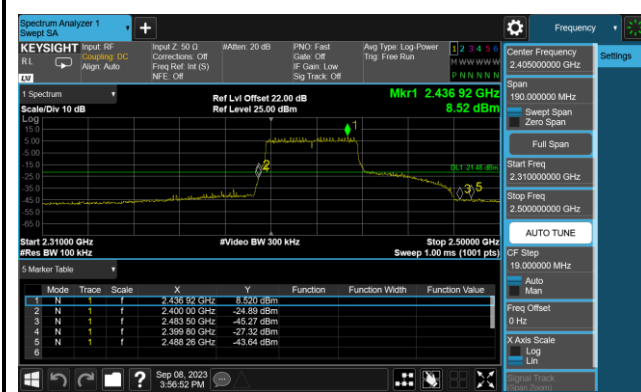 Spectrum Analyzer 1
Swept SA
+
Frequency
KEYSIGHT Input: RF
RL
Coupling: DC
Align: Auto
LXI
Input Z: 50 Ω
Corrections: Off
Freq Ref: Int (S)
NFE: Off
#Atten: 20 dB
PNO: Fast
Gate: Off
IF Gain: Low
Sig Track: Off
Avg Type: Log-Power
Trig: Free Run
1 2 3 4 5 6
M W W W W W
P N N N N N
Center Frequency
2.405000000 GHz
Settings
1 Spectrum
Scale/Div 10 dB
Ref Lvl Offset 22.00 dB
Ref Level 25.00 dBm
Mkr1 2.436 92 GHz
8.52 dBm
Span
190.000000 MHz
Swept Span
Zero Span
Log
15.0
5.00
-5.00
-15.0
-25.0
-35.0
-45.0
-55.0
-65.0
1
2
3
5
DL1 -21.48 dBm
Full Span
Start Freq
2.310000000 GHz
Stop Freq
2.500000000 GHz
AUTO TUNE
Start 2.31000 GHz
#Res BW 100 kHz
#Video BW 300 kHz
Stop 2.50000 GHz
Sweep 1.00 ms (1001 pts)
CF Step
19.000000 MHz
Auto
Man
5 Marker Table
Mode Trace Scale X Y Function Function Width Function Value
1 N 1 f 2.436 92 GHz 8.520 dBm
2 N 1 f 2.400 00 GHz -24.89 dBm
3 N 1 f 2.483 50 GHz -45.27 dBm
4 N 1 f 2.399 80 GHz -27.32 dBm
5 N 1 f 2.488 26 GHz -43.64 dBm
6
Freq Offset
0 Hz
X Axis Scale
Log
Lin
Signal Track
(Span Zoom)
?
Sep 08, 2023
3:56:52 PM